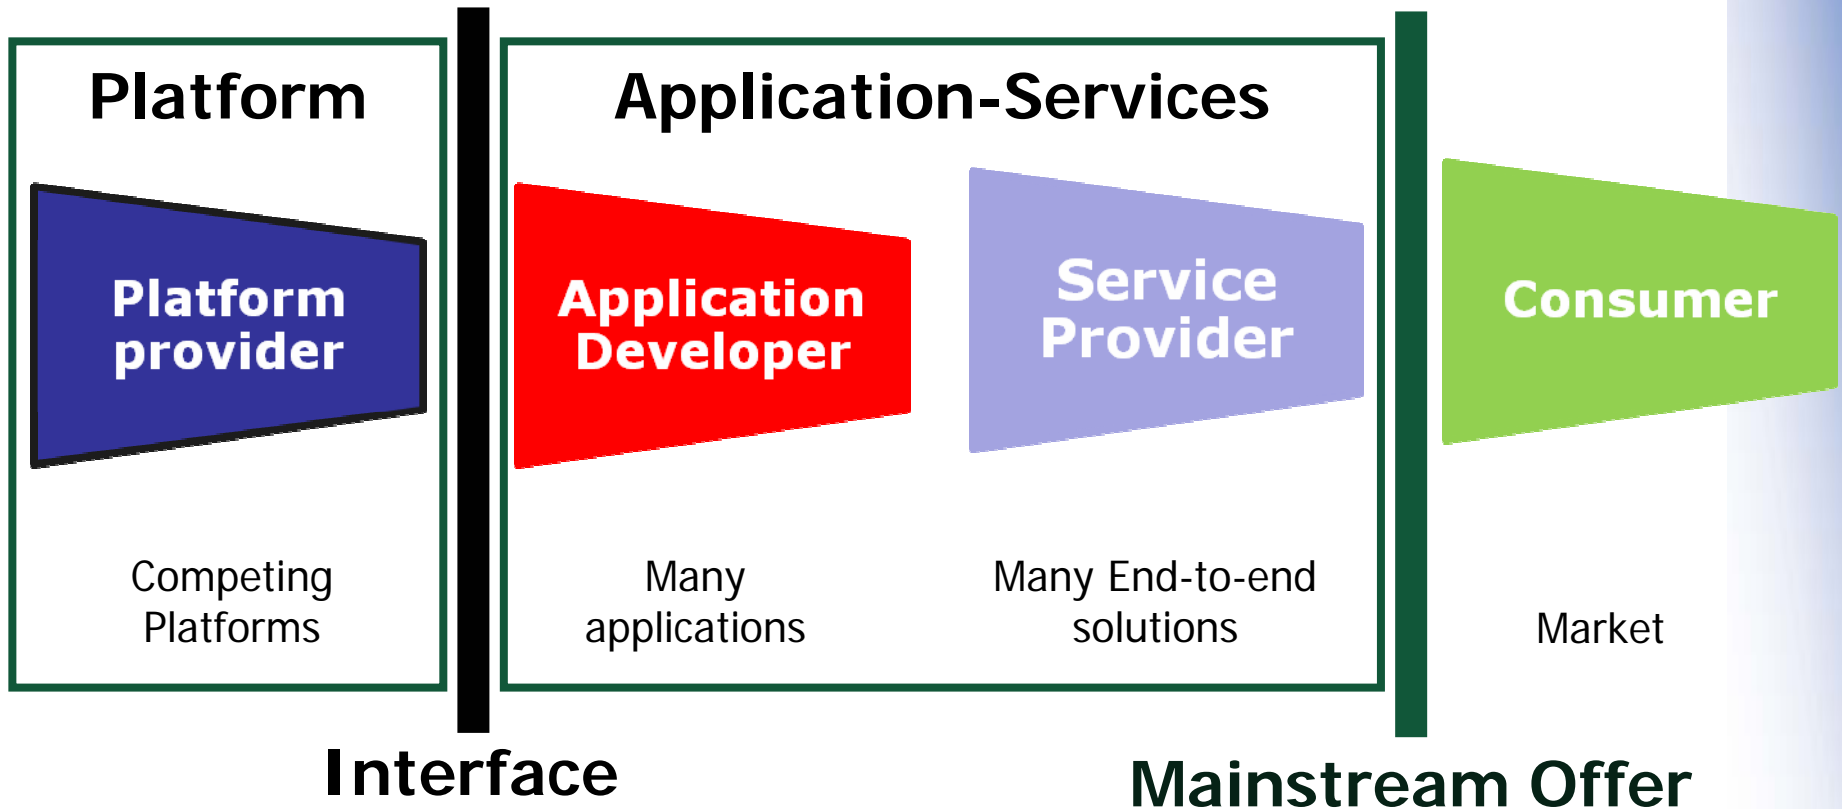 Platform
Application-Services
Platform
provider
Application
Developer
Service
Provider
Consumer
Competing
Platforms
Many
applications
Many End-to-end
solutions
Market
Interface
Mainstream Offer